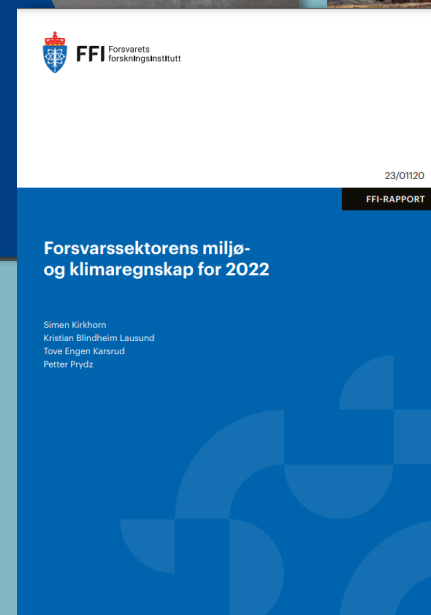 FFI Forsvarets
forskningsinstitutt
23/01120
FFI-RAPPORT
Forsvarssektorens miljø-
og klimaregnskap for 2022
Simen Kirkhorn
Kristian Blindheim Lausund
Tove Engen Karsrud
Petter Prydz